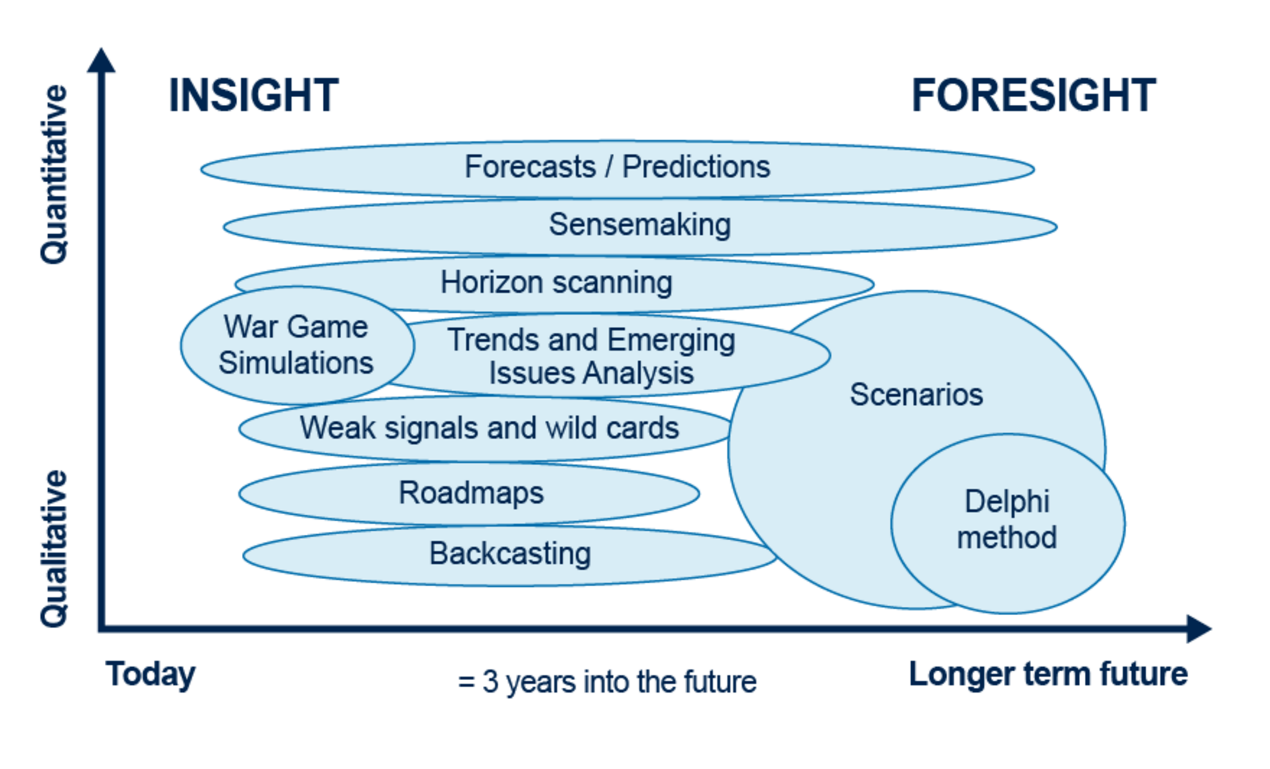 INSIGHT
FORESIGHT
Quantitative
Qualitative
Forecasts / Predictions
Sensemaking
Horizon scanning
War Game
Simulations
Trends and Emerging
Issues Analysis
Scenarios
Weak signals and wild cards
Roadmaps
Delphi
method
Backcasting
Today
= 3 years into the future
Longer term future